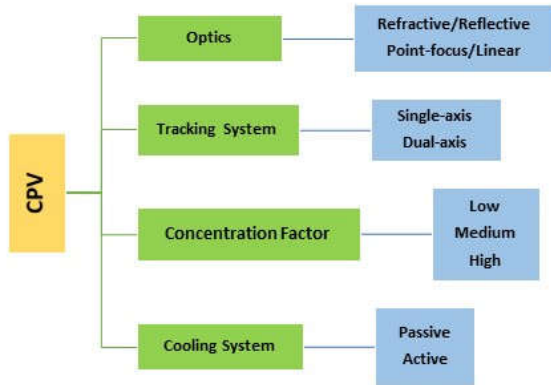 CPV
Optics
Refractive/Reflective
Point-focus/Linear
Tracking System
Single-axis
Dual-axis
Concentration Factor
Low
Medium
High
Cooling System
Passive
Active